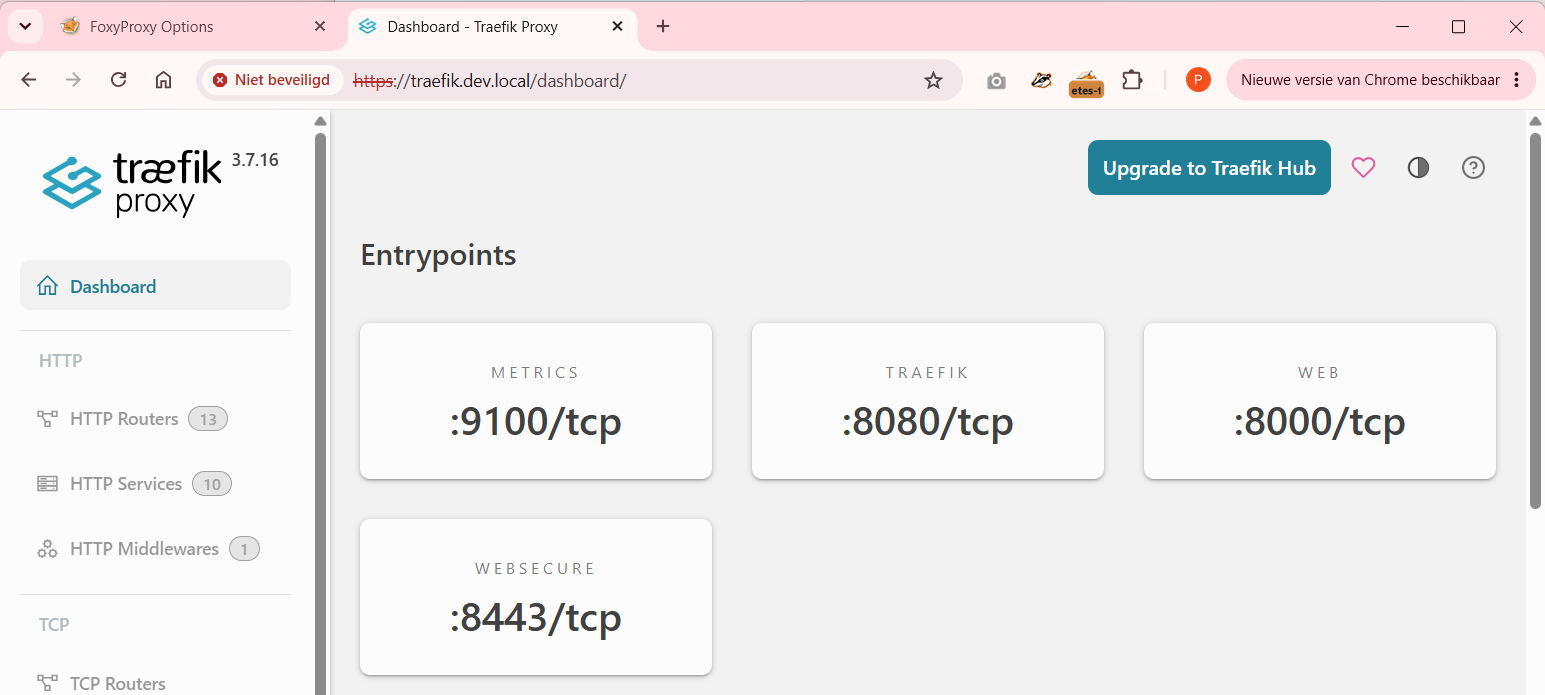 FoxyProxy Options
Dashboard - Traefik Proxy
Niet beveiligd
https://traefik.dev.local/dashboard/
etes-1
P
Nieuwe versie van Chrome beschikbaar
træfik proxy
3.7.16
Upgrade to Traefik Hub
Dashboard
HTTP
HTTP Routers 13
HTTP Services 10
HTTP Middlewares 1
TCP
TCP Routers
Entrypoints
METRICS
:9100/tcp
TRAEFIK
:8080/tcp
WEB
:8000/tcp
WEBSECURE
:8443/tcp